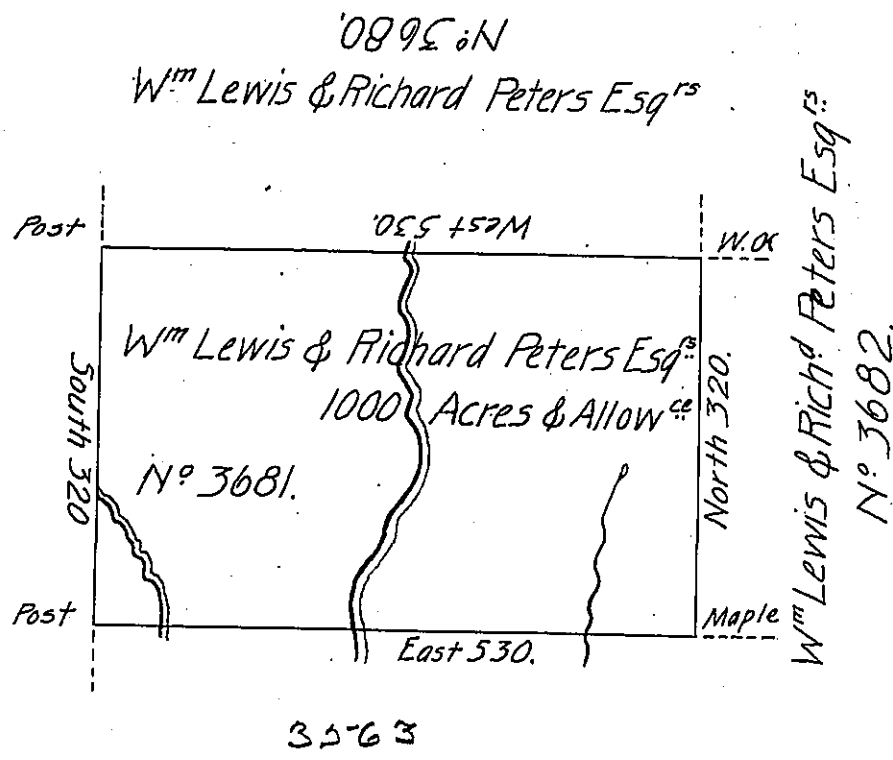 Nº 3680.
Wᵐ Lewis & Richard Peters Esqʳˢ
Post
West 530.
W. Ok
Wᵐ Lewis & Richard Peters Esqʳˢ
1000 Acres & Allowᶜᵉ
Nº 3681.
South 320
North 320.
Wᵐ Lewis & Richᵈ Peters Esqʳˢ
Nº 3682.
Post
Maple
East 530.